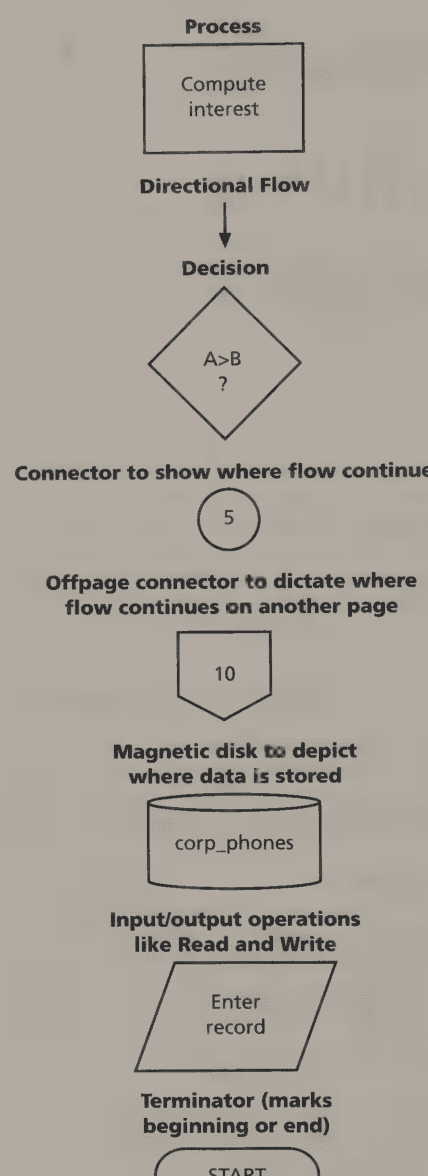 Process
Compute
interest
Directional Flow
Decision
A>B
?
Connector to show where flow continue
5
Offpage connector to dictate where
flow continues on another page
10
Magnetic disk to depict
where data is stored
corp_phones
Input/output operations
like Read and Write
Enter
record
Terminator (marks
beginning or end)
START